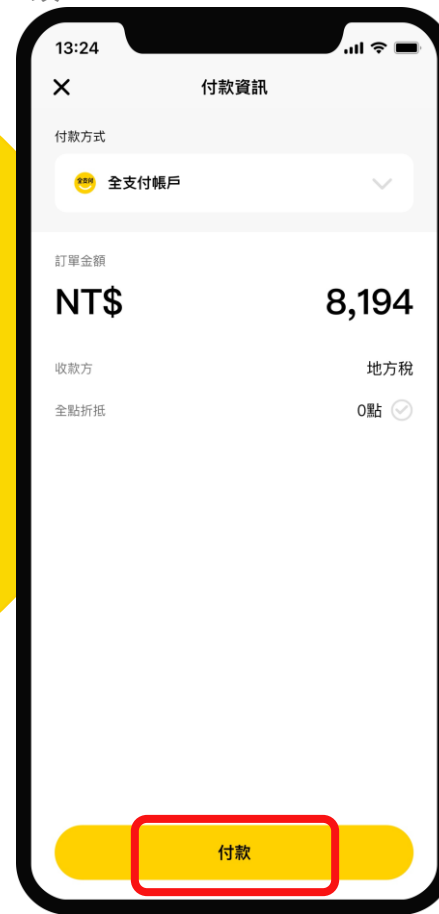 13:24
付款資訊
付款方式
全支付 全支付帳戶
訂單金額
NT$ 8,194
收款方 地方稅
全點折抵 0點
付款